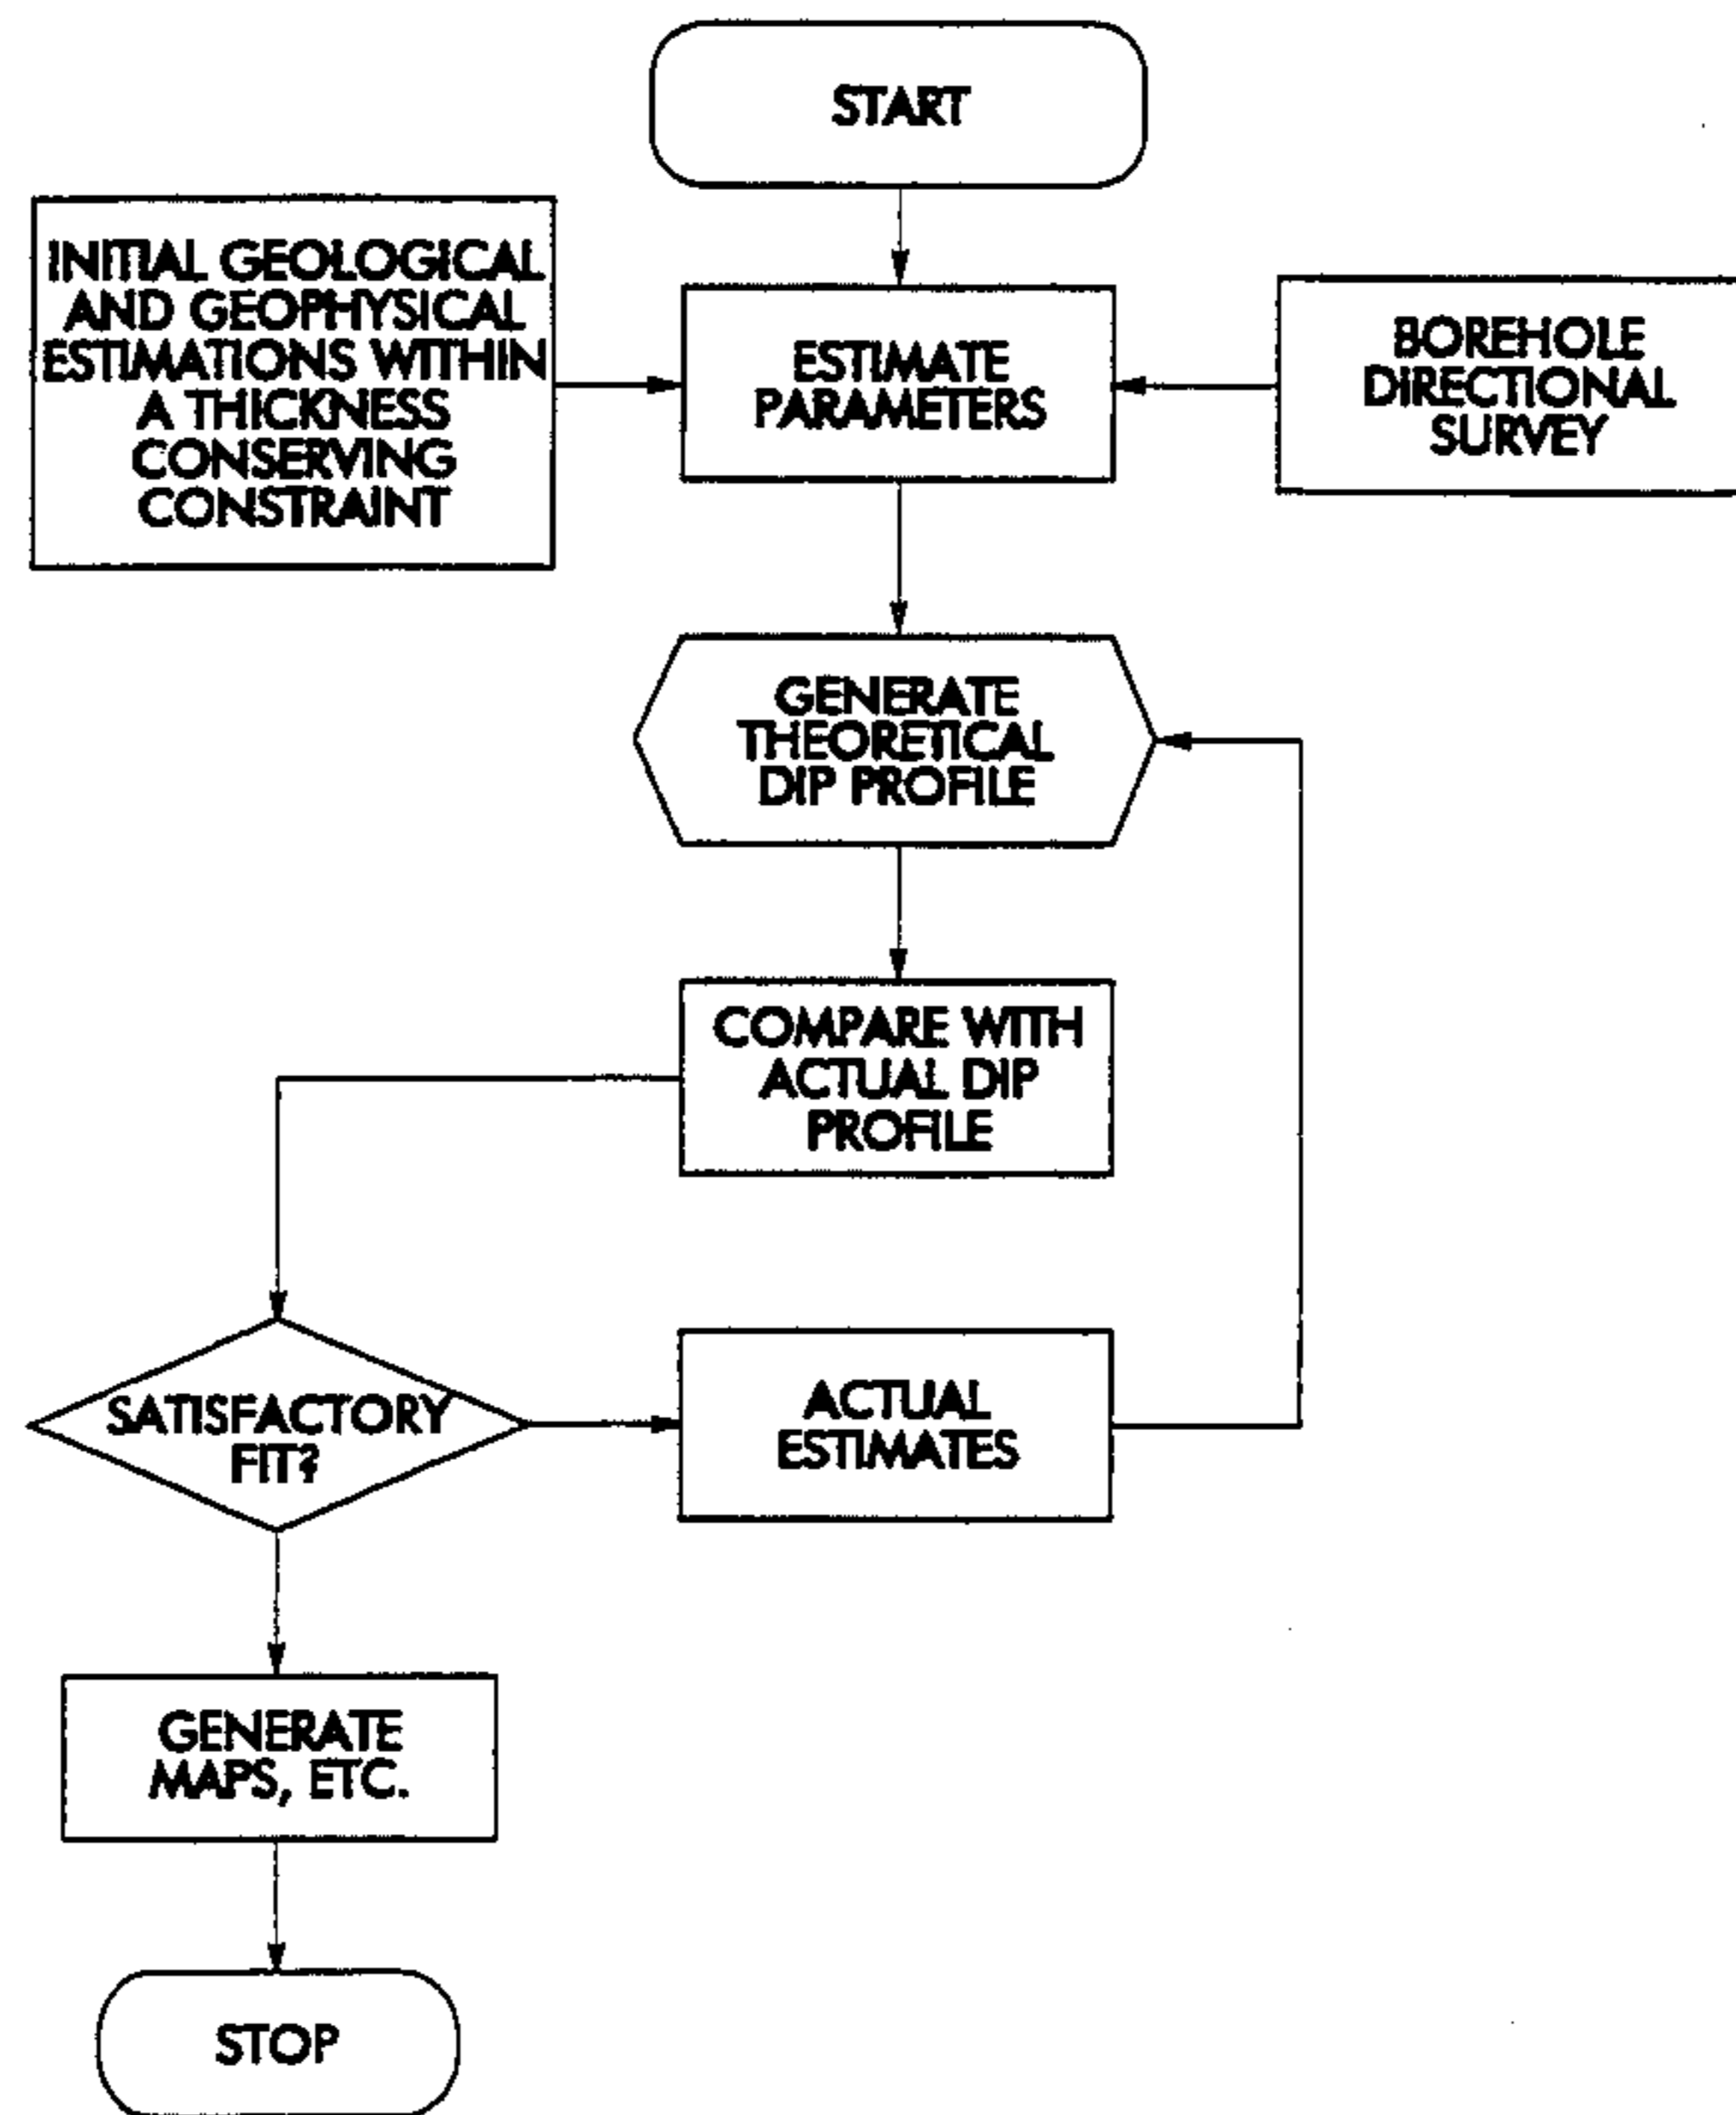 START
INITIAL GEOLOGICAL
AND GEOPHYSICAL
ESTIMATIONS WITHIN
A THICKNESS
CONSERVING
CONSTRAINT
ESTIMATE
PARAMETERS
BOREHOLE
DIRECTIONAL
SURVEY
GENERATE
THEORETICAL
DIP PROFILE
COMPARE WITH
ACTUAL DIP
PROFILE
SATISFACTORY
FIT?
ACTUAL
ESTIMATES
GENERATE
MAPS, ETC.
STOP